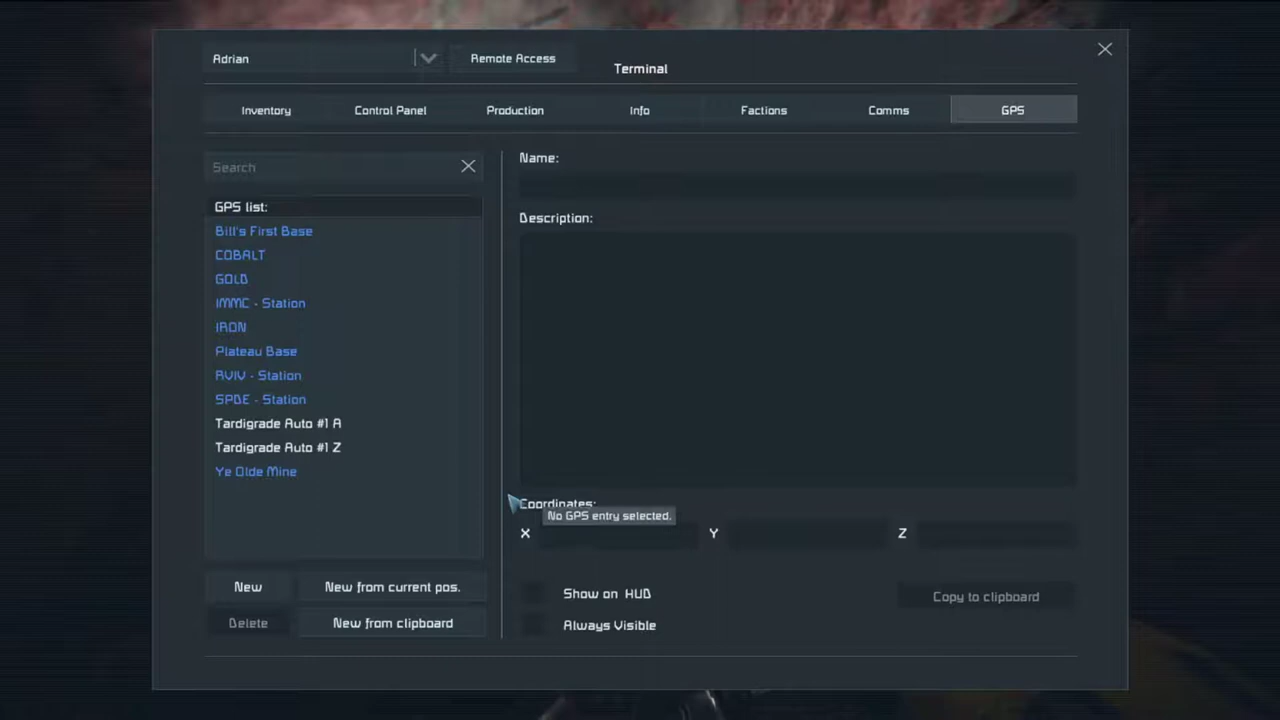 Adrian
Remote Access
Terminal
Inventory
Control Panel
Production
Info
Factions
Comms
GPS
Search
Name:
GPS list:
Description:
Bill's First Base
COBALT
GOLD
IMMC - Station
IRON
Plateau Base
RVIV - Station
SPDE - Station
Tardigrade Auto #1 A
Tardigrade Auto #1 Z
Ye Olde Mine
Coordinates:
No GPS entry selected.
X
Y
Z
New
New from current pos.
Show on HUD
Copy to clipboard
Delete
New from clipboard
Always Visible